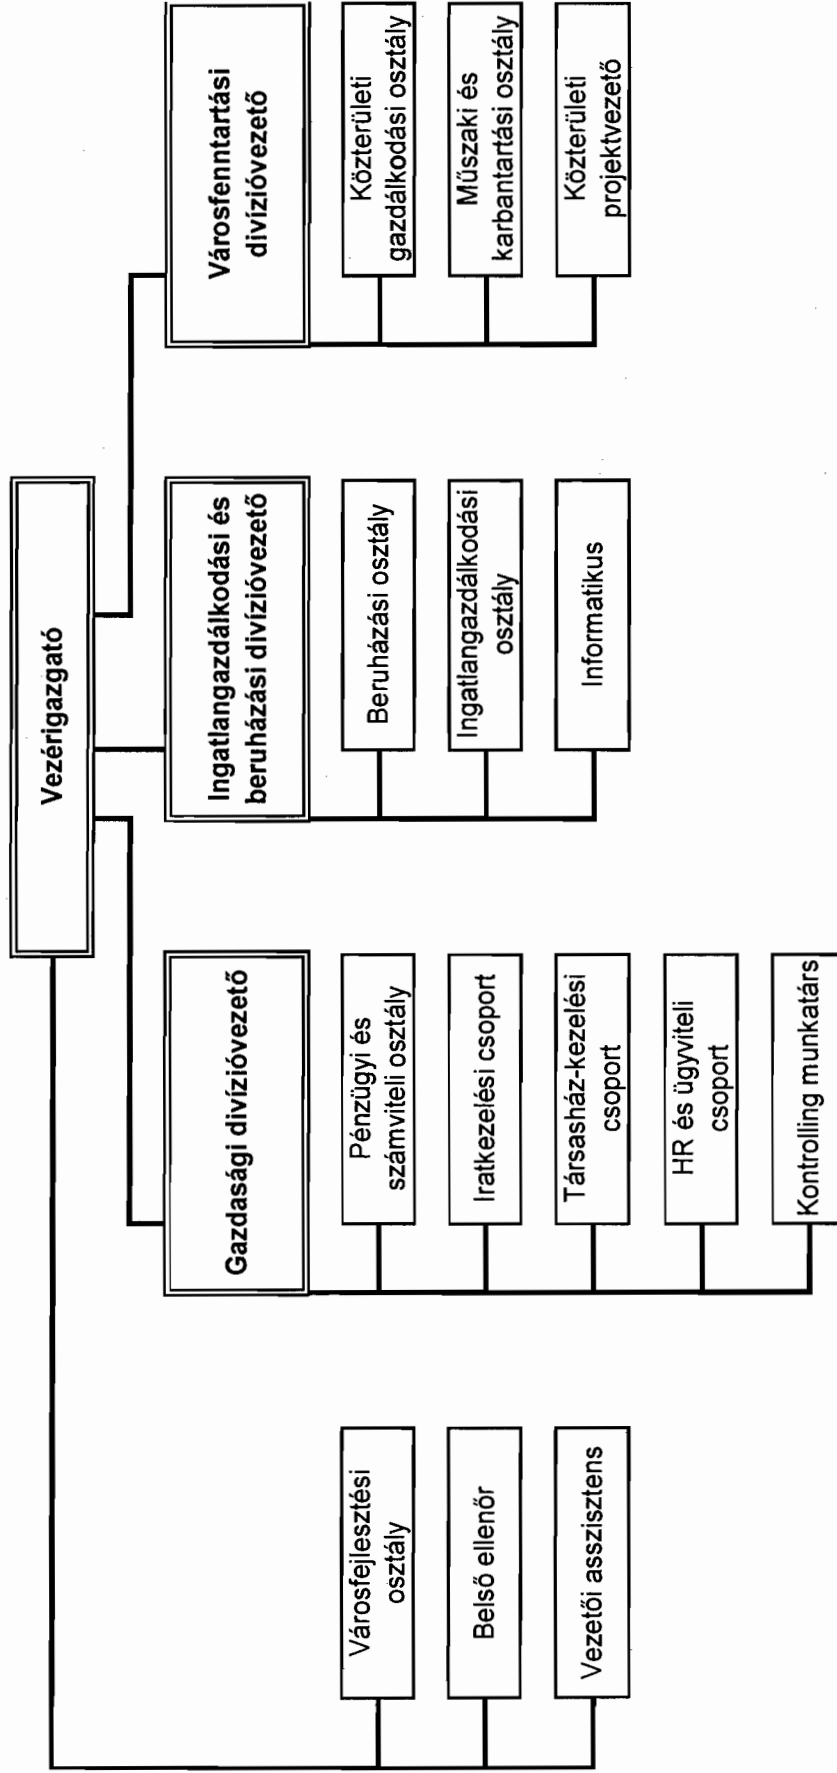 Vezérigazgató
Városfejlesztési
osztály
Belső ellenőr
Vezetői asszisztens
Gazdasági divízióvezető
Pénzügyi és
számviteli osztály
Iratkezelési csoport
Társasház-kezelési
csoport
HR és ügyviteli
csoport
Kontrolling munkatárs
Ingatlangazdálkodási és
beruházási divízióvezető
Beruházási osztály
Ingatlangazdálkodási
osztály
Informatikus
Városfenntartási
divízióvezető
Közterületi
gazdálkodási osztály
Műszaki és
karbantartási osztály
Közterületi
projektvezető